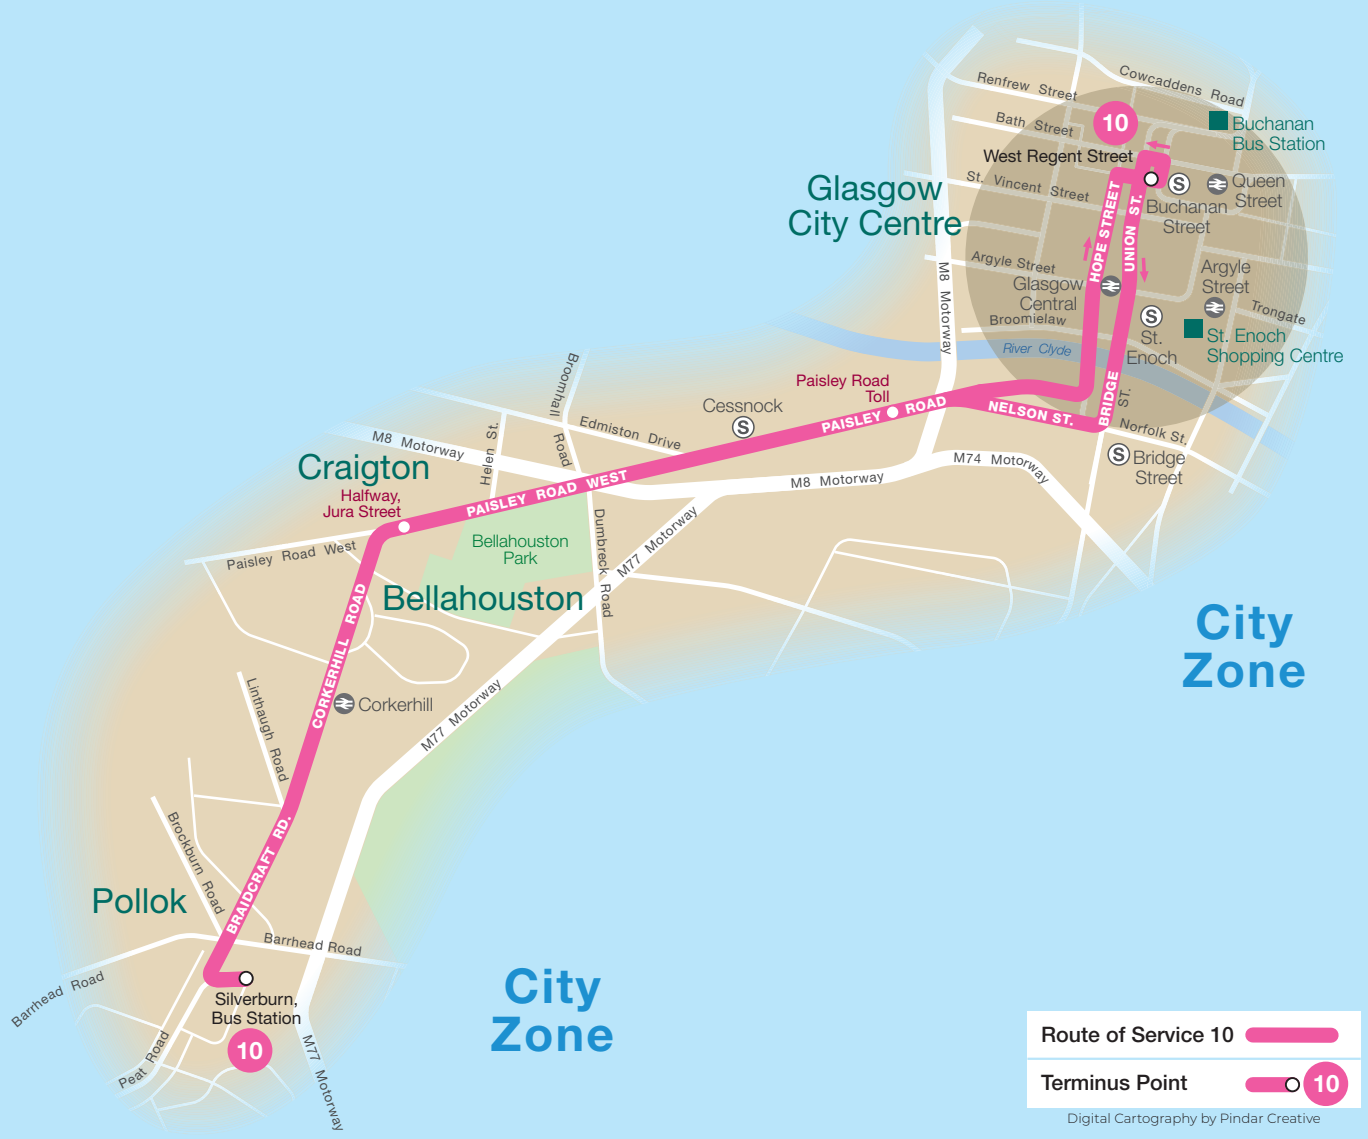 Cowcaddens Road
Renfrew Street
Bath Street
10
Buchanan
Bus Station
West Regent Street
St. Vincent Street
Glasgow
City Centre
Queen
Street
Buchanan
Street
S
HOPE STREET
UNION ST.
Argyle Street
Argyle
Street
Glasgow
Central
M8 Motorway
Broomielaw
Trongate
S
St.
Enoch
St. Enoch
Shopping Centre
River Clyde
Paisley Road
Toll
PAISLEY ROAD
NELSON ST.
BRIDGE
ST.
Norfolk St.
S
Bridge
Street
Cessnock
S
Broomhall
Road
Edmiston Drive
Helen St.
M8 Motorway
Craigton
Halfway,
Jura Street
PAISLEY ROAD WEST
M8 Motorway
M74 Motorway
Paisley Road West
Bellahouston
Park
Dumbreck Road
M77 Motorway
Bellahouston
CORKERHILL ROAD
City
Zone
Corkerhill
Linthaugh Road
M77 Motorway
Brockburn Road
BRAIDCRAFT RD.
Pollok
Barrhead Road
Barrhead Road
Silverburn,
Bus Station
10
Peat Road
M77 Motorway
City
Zone
Route of Service 10
Terminus Point
10
Digital Cartography by Pindar Creative